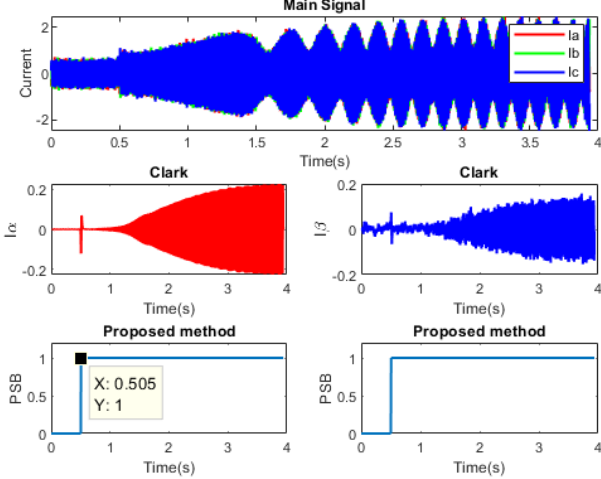 Main Signal
Current
2
0
-2
Ia
Ib
Ic
0 0.5 1 1.5 2 2.5 3 3.5 4
Time(s)
Clark
Iα
0.2
0
-0.2
0 1 2 3 4
Time(s)
Clark
Iβ
0.2
0
-0.2
0 1 2 3 4
Time(s)
Proposed method
PSB
1
0.5
0
X: 0.505
Y: 1
0 1 2 3 4
Time(s)
Proposed method
PSB
1
0.5
0
0 1 2 3 4
Time(s)